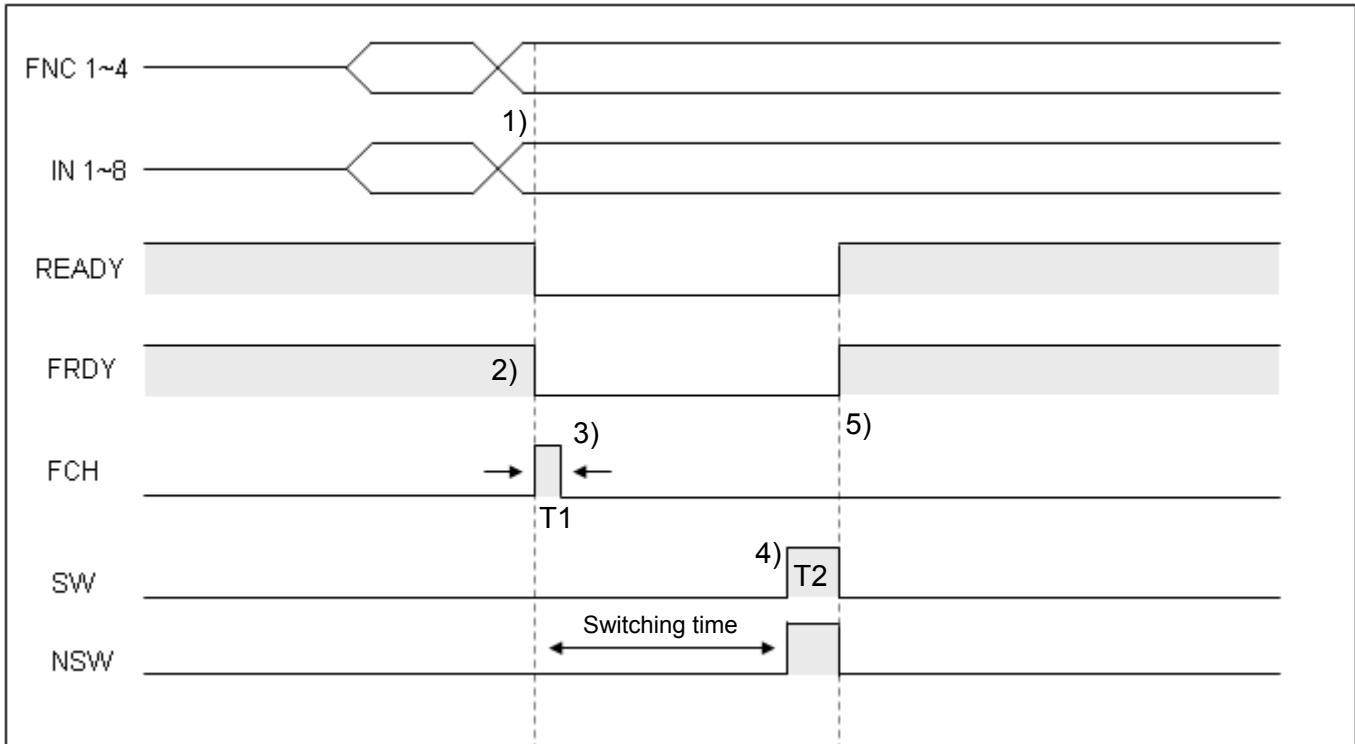 FNC 1~4
1)
IN 1~8
READY
FRDY
2)
5)
3)
FCH
T1
4)
T2
SW
Switching time
NSW